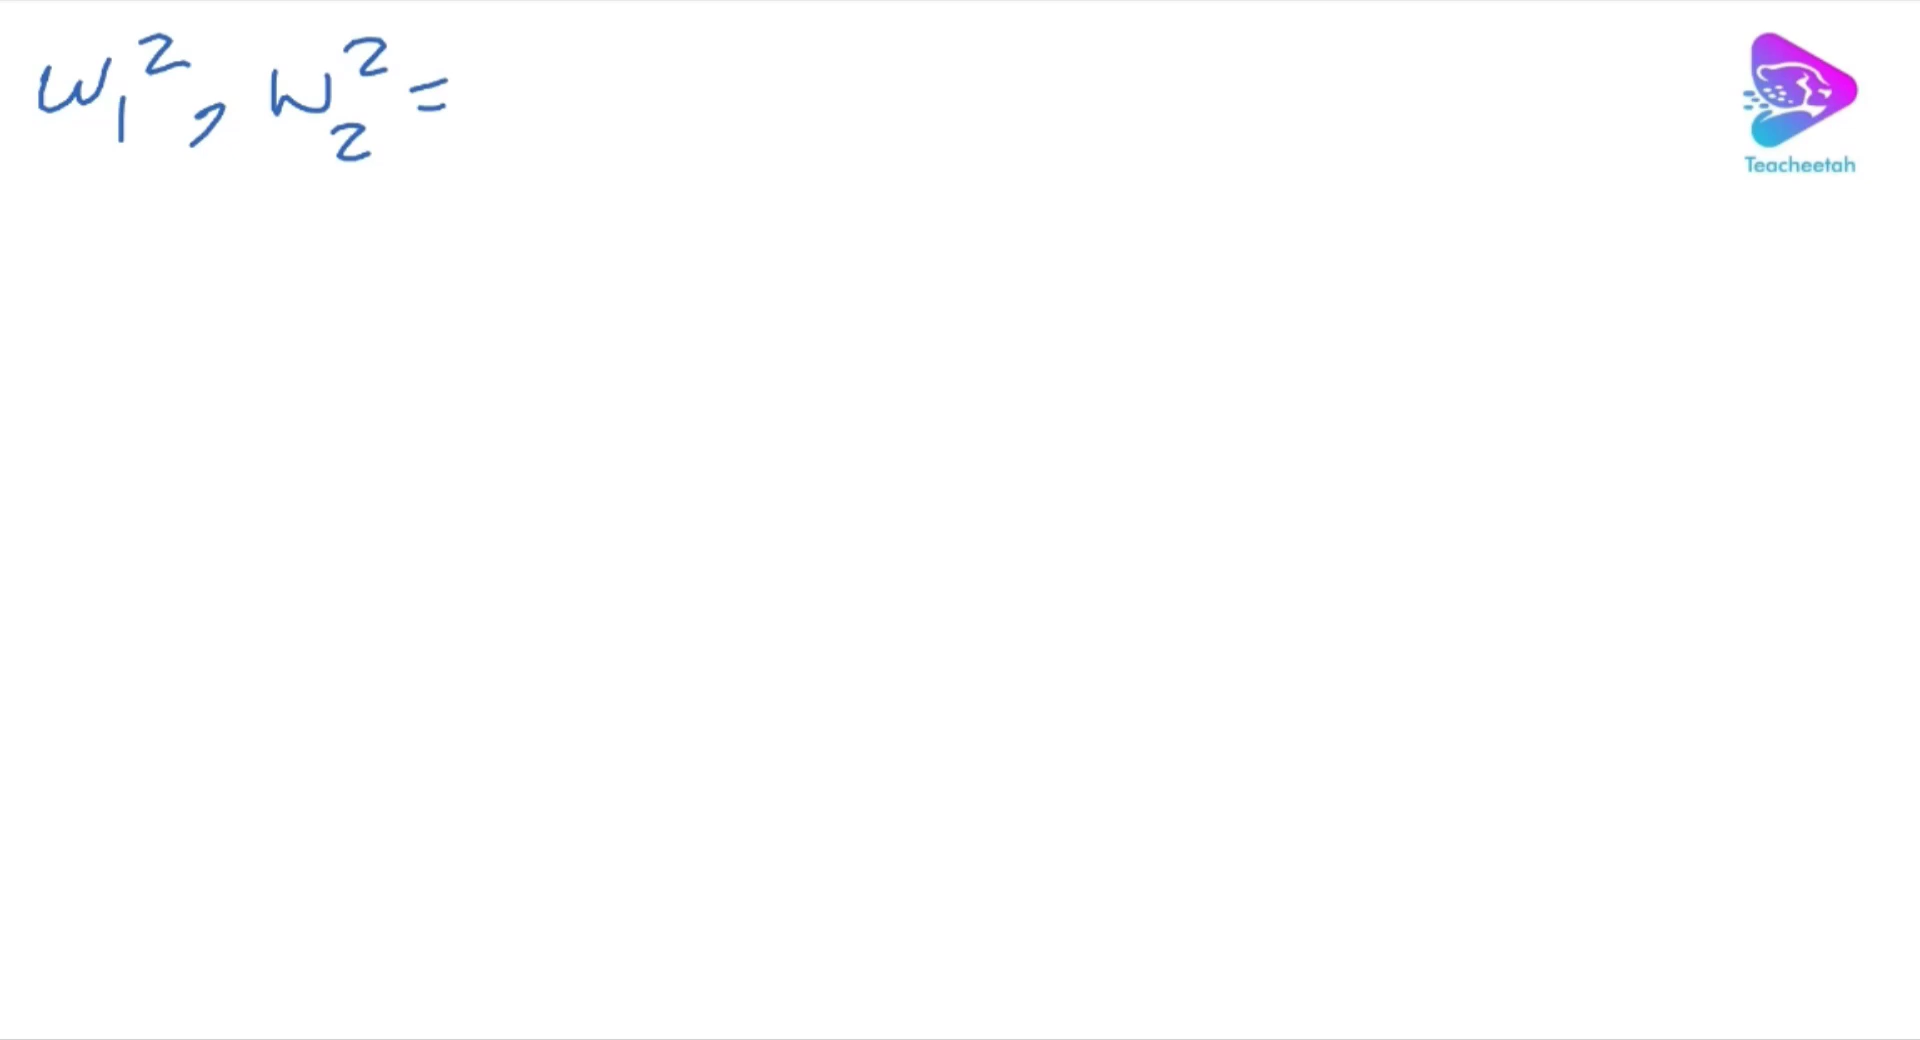 w₁², w₂² =
Teacheetah